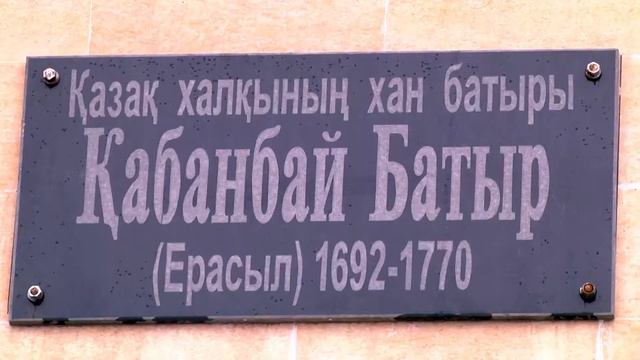 Қазақ халқының хан батыры
Қабанбай Батыр
(Ерасыл) 1692-1770